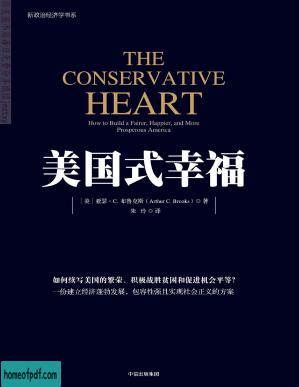 新政治经济学书系
THE
CONSERVATIVE
HEART
How to Build a Fairer, Happier, and More
Prosperous America
美国式幸福
［美］亚瑟·C. 布鲁克斯（Arthur C. Brooks）◎著
朱玲◎译
如何续写美国的繁荣、积极战胜贫困和促进机会平等？
一份建立经济蓬勃发展、包容性强且实现社会正义的方案
中信出版集团
homeofpdf.com